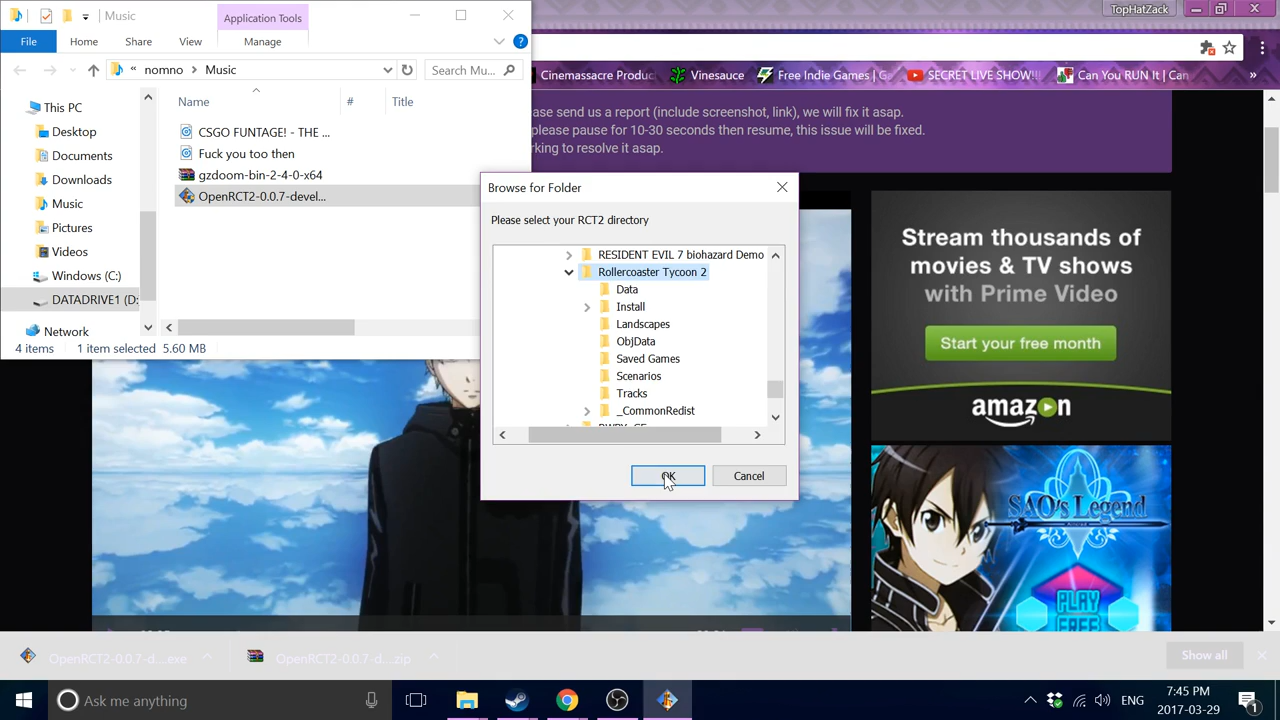 Music
Application Tools
TopHatZack
File
Home
Share
View
Manage
nomno
Music
Search Mu...
Cinemassacre Produc
Vinesauce
Free Indie Games | G
SECRET LIVE SHOW!!!
Can You RUN It | Can
»
This PC
Desktop
Documents
Downloads
Music
Pictures
Videos
Windows (C:)
DATADRIVE1 (D:
Network
Name
#
Title
CSGO FUNTAGE! - THE ...
Fuck you too then
gzdoom-bin-2-4-0-x64
OpenRCT2-0.0.7-devel...
4 items
1 item selected
5.60 MB
ase send us a report (include screenshot, link), we will fix it asap.
please pause for 10-30 seconds then resume, this issue will be fixed.
rking to resolve it asap.
Browse for Folder
Please select your RCT2 directory
RESIDENT EVIL 7 biohazard Demo
Rollercoaster Tycoon 2
Data
Install
Landscapes
ObjData
Saved Games
Scenarios
Tracks
_CommonRedist
OK
Cancel
Stream thousands of
movies & TV shows
with Prime Video
Start your free month
amazon
SAO's Legend
PLAY
FREE
OpenRCT2-0.0.7-d....exe
OpenRCT2-0.0.7-d....zip
Show all
Ask me anything
ENG
7:45 PM
2017-03-29
1